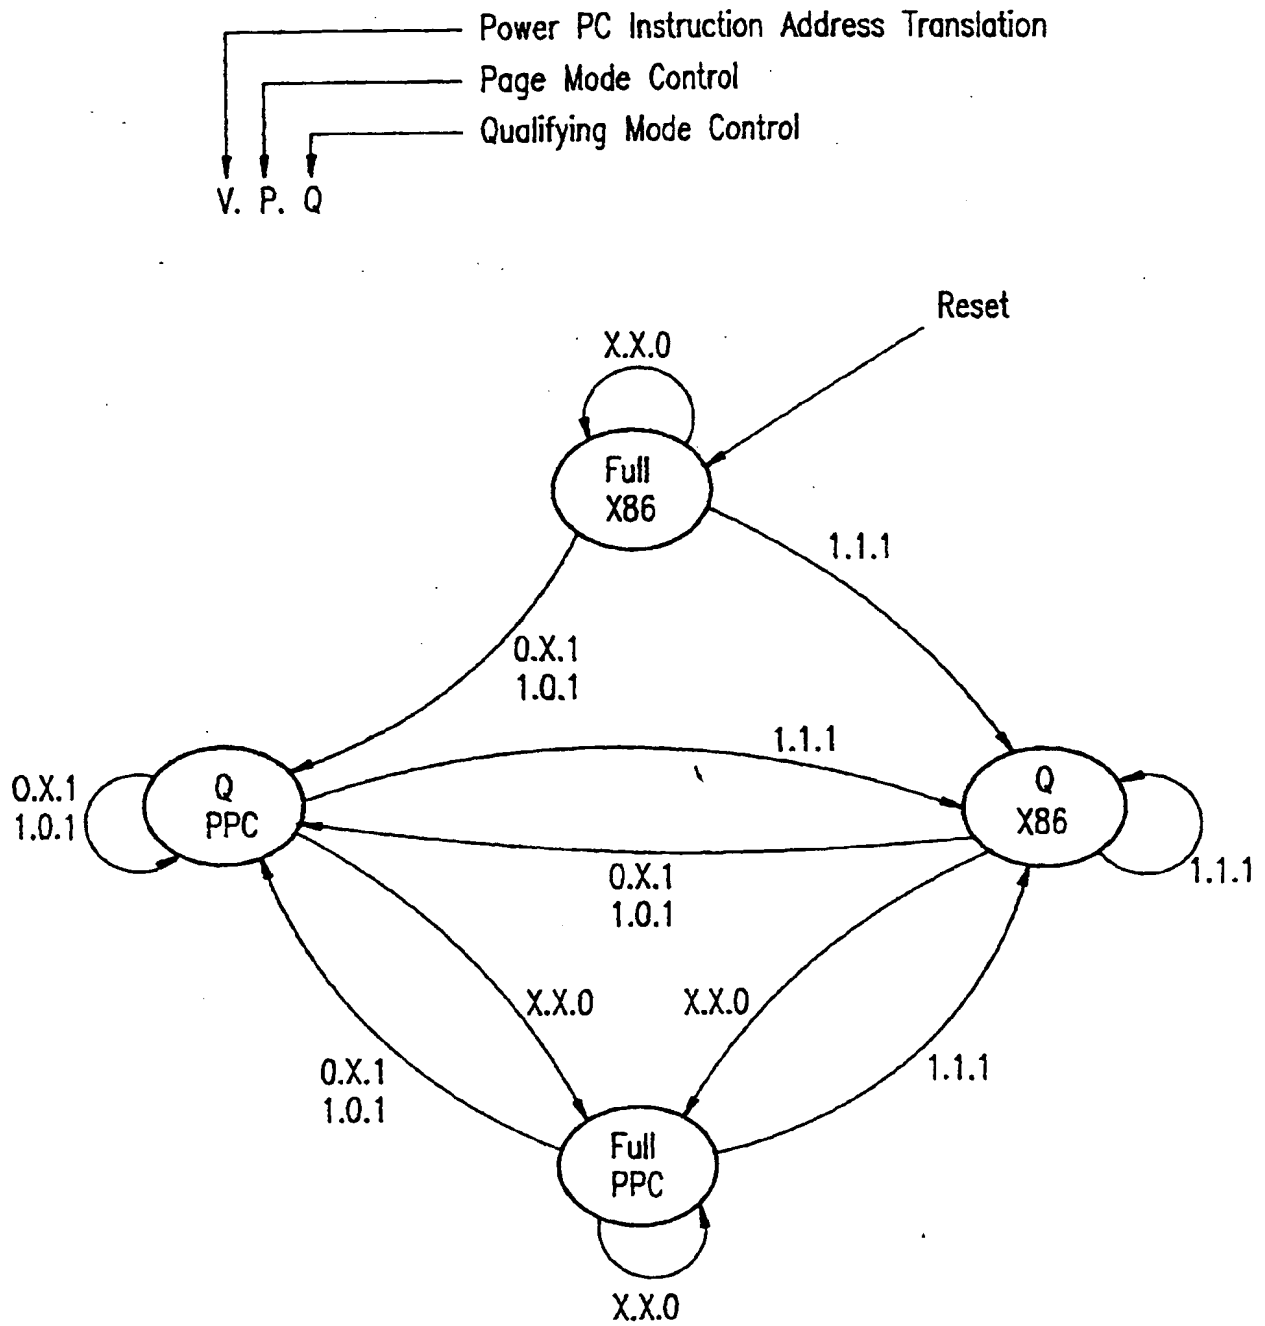 Power PC Instruction Address Translation
Page Mode Control
Qualifying Mode Control
V. P. Q
Reset
X.X.0
Full
X86
1.1.1
0.X.1
1.0.1
1.1.1
Q
PPC
Q
X86
0.X.1
1.0.1
1.1.1
0.X.1
1.0.1
X.X.0
X.X.0
0.X.1
1.0.1
1.1.1
Full
PPC
X.X.0